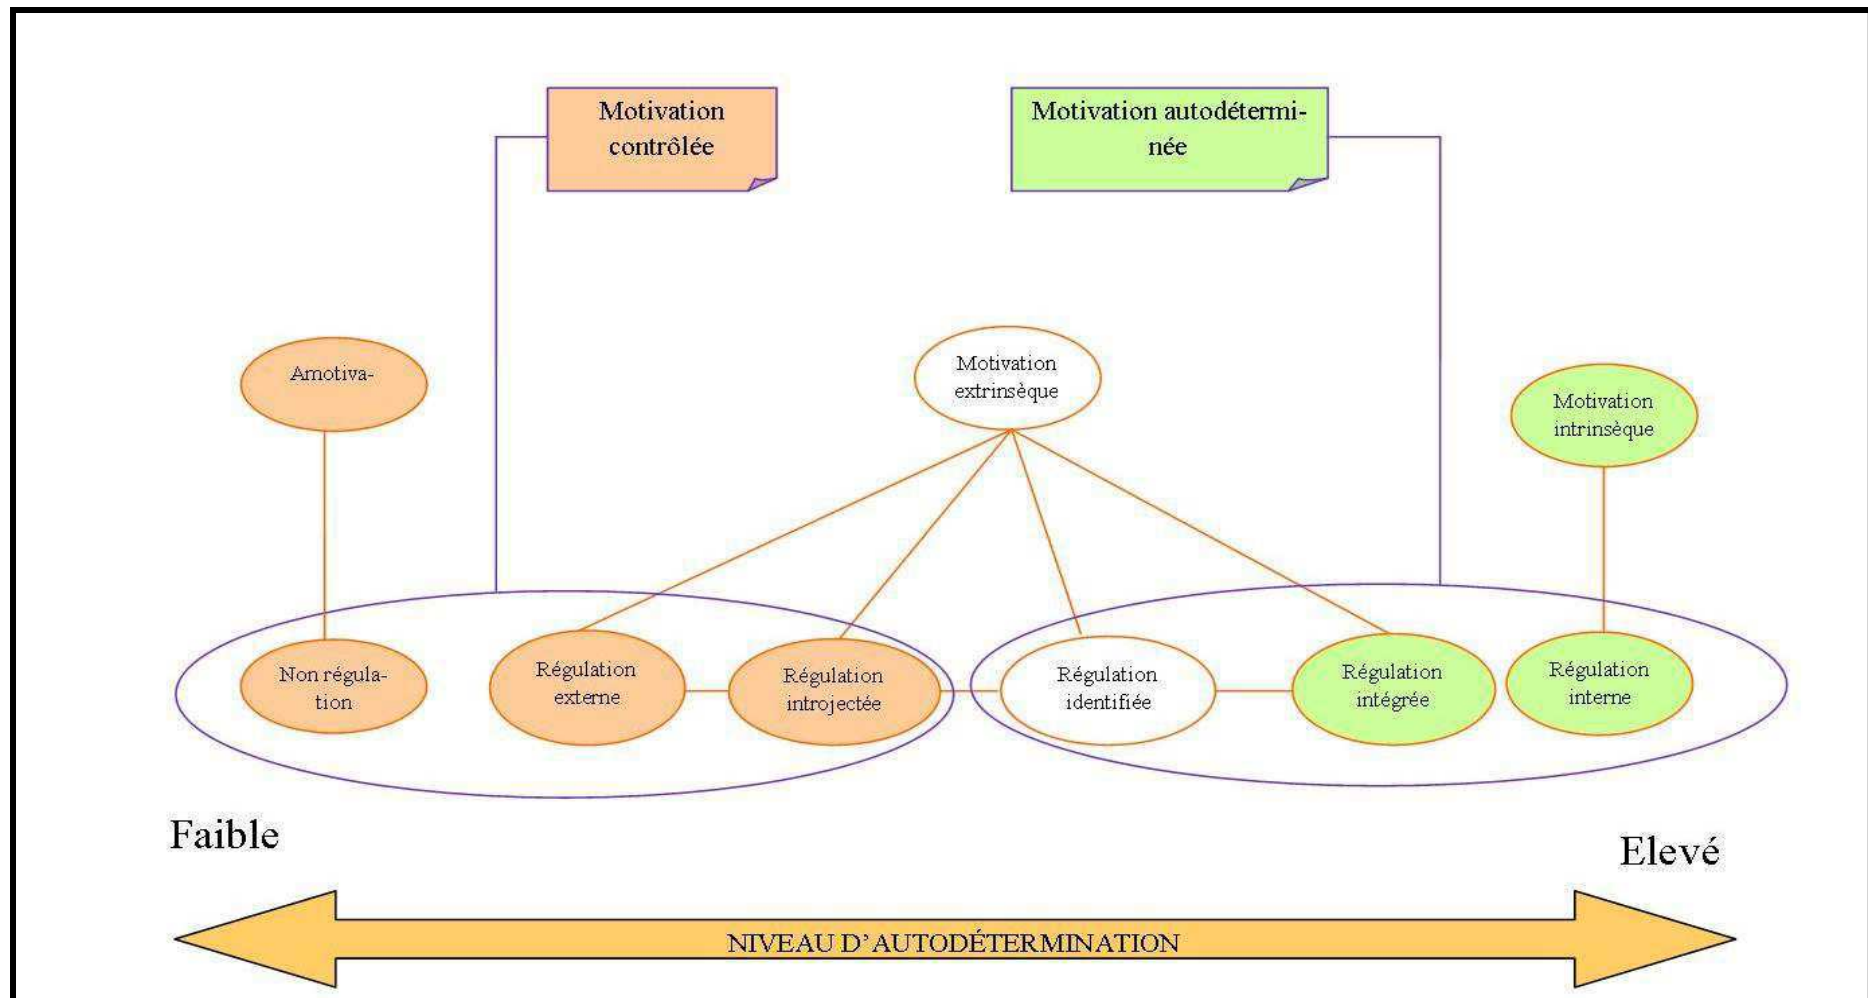 Motivation
contrôlée
Motivation autodétermi-
née
Amotiva-
Motivation
extrinsèque
Motivation
intrinsèque
Non régula-
tion
Régulation
externe
Régulation
introjectée
Régulation
identifiée
Régulation
intégrée
Régulation
interne
Faible
Elevé
NIVEAU D'AUTODÉTERMINATION